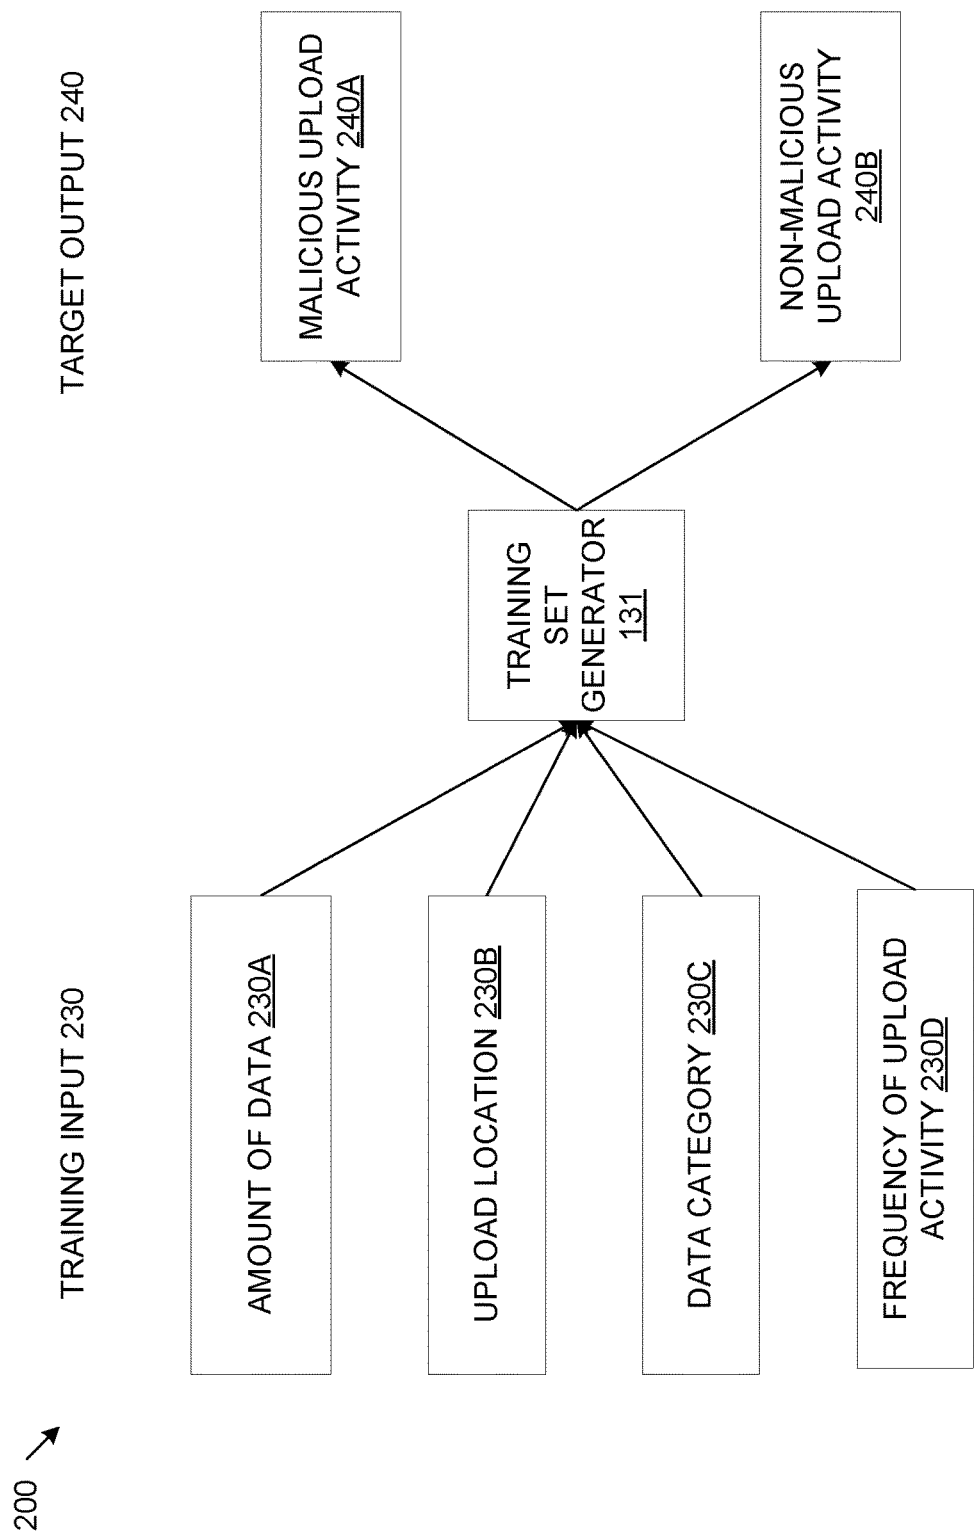 200
TRAINING INPUT 230
TARGET OUTPUT 240
AMOUNT OF DATA 230A
UPLOAD LOCATION 230B
DATA CATEGORY 230C
FREQUENCY OF UPLOAD
ACTIVITY 230D
TRAINING
SET
GENERATOR
131
MALICIOUS UPLOAD
ACTIVITY 240A
NON-MALICIOUS
UPLOAD ACTIVITY
240B